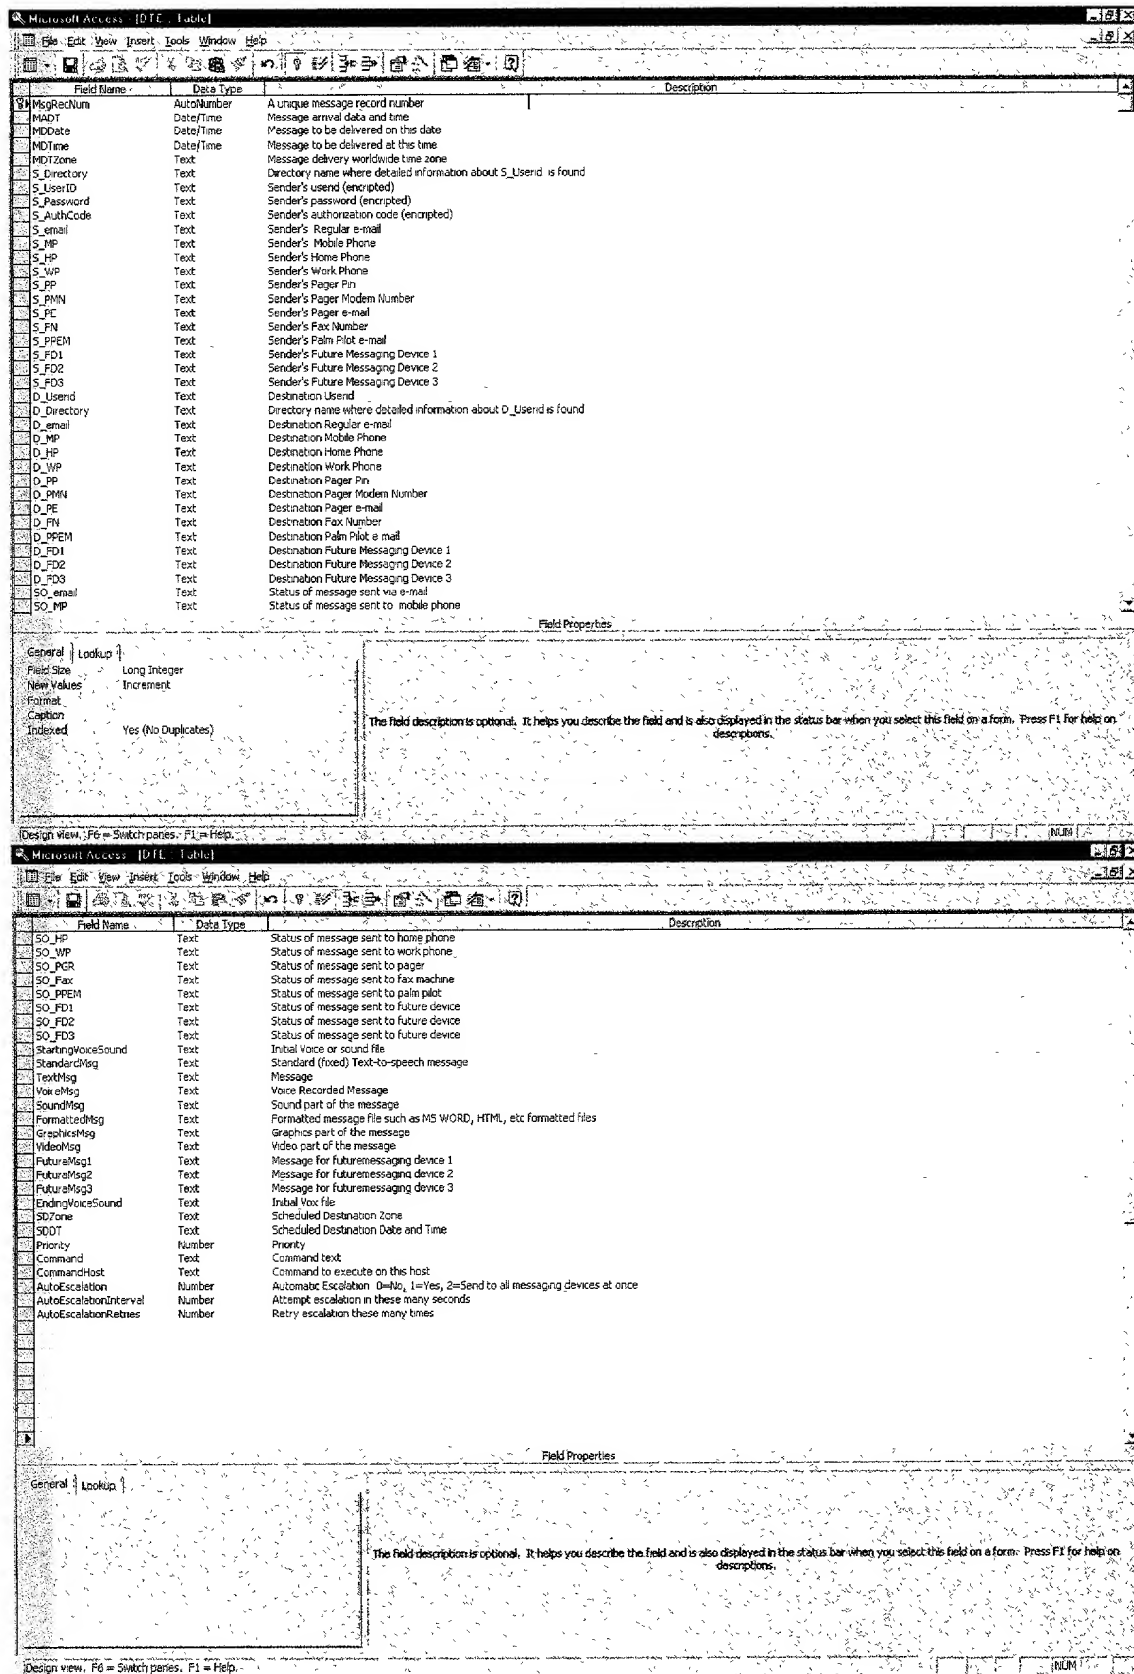 Microsoft Access - [DTE : Table]
File Edit View Insert Tools Window Help
Field Name Data Type Description
MsgRecNum AutoNumber A unique message record number
MADT Date/Time Message arrival data and time
MDDate Date/Time Message to be delivered on this date
MDTime Date/Time Message to be delivered at this time
MDTZone Text Message delivery worldwide time zone
S_Directory Text Directory name where detailed information about S_Userid is found
S_UserID Text Sender's userid (encripted)
S_Password Text Sender's password (encripted)
S_AuthCode Text Sender's authorization code (encripted)
S_email Text Sender's Regular e-mail
S_MP Text Sender's Mobile Phone
S_HP Text Sender's Home Phone
S_WP Text Sender's Work Phone
S_PP Text Sender's Pager Pin
S_PMN Text Sender's Pager Modem Number
S_PE Text Sender's Pager e-mail
S_FN Text Sender's Fax Number
S_PPEM Text Sender's Palm Pilot e-mail
S_FD1 Text Sender's Future Messaging Device 1
S_FD2 Text Sender's Future Messaging Device 2
S_FD3 Text Sender's Future Messaging Device 3
D_Userid Text Destination Userid
D_Directory Text Directory name where detailed information about D_Userid is found
D_email Text Destination Regular e-mail
D_MP Text Destination Mobile Phone
D_HP Text Destination Home Phone
D_WP Text Destination Work Phone
D_PP Text Destination Pager Pin
D_PMN Text Destination Pager Modem Number
D_PE Text Destination Pager e-mail
D_FN Text Destination Fax Number
D_PPEM Text Destination Palm Pilot e mail
D_FD1 Text Destination Future Messaging Device 1
D_FD2 Text Destination Future Messaging Device 2
D_FD3 Text Destination Future Messaging Device 3
SO_email Text Status of message sent via e-mail
SO_MP Text Status of message sent to mobile phone
Field Properties
General Lookup
Field Size Long Integer
New Values Increment
Format
Caption
Indexed Yes (No Duplicates)
The field description is optional. It helps you describe the field and is also displayed in the status bar when you select this field on a form. Press F1 for help on
descriptions.
Design view. F6 = Switch panes. F1 = Help. NUM
Microsoft Access - [DTE : Table]
File Edit View Insert Tools Window Help
Field Name Data Type Description
SO_HP Text Status of message sent to home phone
SO_WP Text Status of message sent to work phone
SO_PGR Text Status of message sent to pager
SO_Fax Text Status of message sent to fax machine
SO_PPEM Text Status of message sent to palm pilot
SO_FD1 Text Status of message sent to future device
SO_FD2 Text Status of message sent to future device
SO_FD3 Text Status of message sent to future device
StartingVoiceSound Text Initial Voice or sound file
StandardMsg Text Standard (fixed) Text-to-speech message
TextMsg Text Message
VoiceMsg Text Voice Recorded Message
SoundMsg Text Sound part of the message
FormattedMsg Text Formatted message file such as MS WORD, HTML, etc formatted files
GraphicsMsg Text Graphics part of the message
VideoMsg Text Video part of the message
FutureMsg1 Text Message for futuremessaging device 1
FutureMsg2 Text Message for futuremessaging device 2
FutureMsg3 Text Message for futuremessaging device 3
EndingVoiceSound Text Initial Vox file
SDZone Text Scheduled Destination Zone
SDDT Text Scheduled Destination Date and Time
Priority Number Priority
Command Text Command text
CommandHost Text Command to execute on this host
AutoEscalation Number Automatic Escalation 0=No, 1=Yes, 2=Send to all messaging devices at once
AutoEscalationInterval Number Attempt escalation in these many seconds
AutoEscalationRetries Number Retry escalation these many times
Field Properties
General Lookup
The field description is optional. It helps you describe the field and is also displayed in the status bar when you select this field on a form. Press F1 for help on
descriptions.
Design view. F6 = Switch panes. F1 = Help. NUM